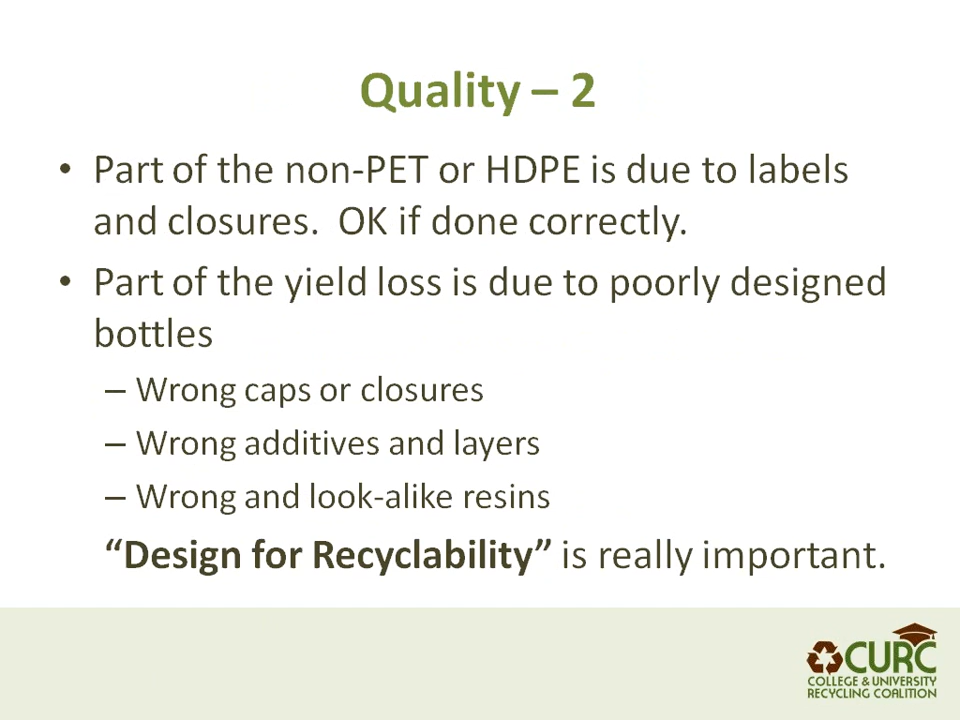 Quality – 2
• Part of the non-PET or HDPE is due to labels
and closures.  OK if done correctly.
• Part of the yield loss is due to poorly designed
bottles
– Wrong caps or closures
– Wrong additives and layers
– Wrong and look-alike resins
“Design for Recyclability” is really important.
CURC
COLLEGE & UNIVERSITY
RECYCLING COALITION